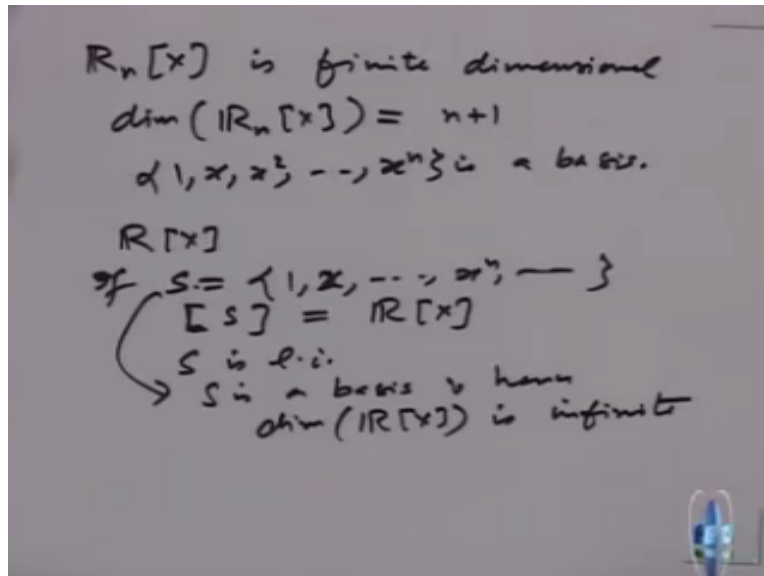 ℝₙ[x] is finite dimensional
dim(ℝₙ[x]) = n+1
{1, x, x², --, xⁿ} is a basis.
ℝ[x]
If S:= {1, x, ---, xⁿ, — }
[S] = ℝ[x]
S is l.i.
S is a basis & hence
dim(ℝ[x]) is infinite